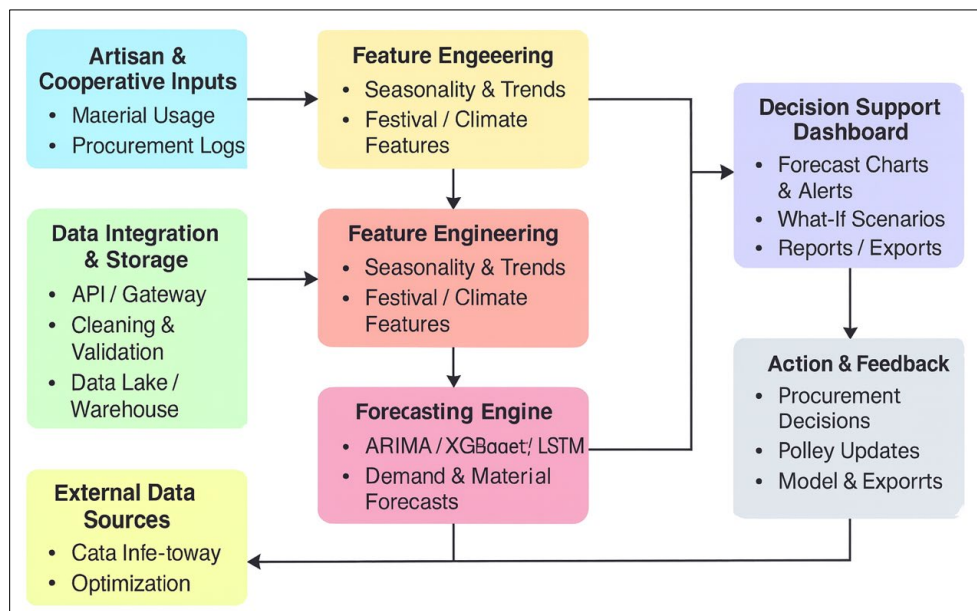 Artisan &
Cooperative Inputs
• Material Usage
• Procurement Logs
Feature Engeering
• Seasonality & Trends
• Festival / Climate
Features
Data Integration
& Storage
• API / Gateway
• Cleaning &
Validation
• Data Lake /
Warehouse
Feature Engineering
• Seasonality & Trends
• Festival / Climate
Features
Forecasting Engine
• ARIMA / / LSTM
• Demand & Material
Forecasts
External Data
Sources
• Cata Infe-toway
• Optimization
Decision Support
Dashboard
• Forecast Charts
& Alerts
• What-If Scenarios
• Reports / Exports
Action & Feedback
• Procurement
Decisions
• Polley Updates
• Model & Exporrts